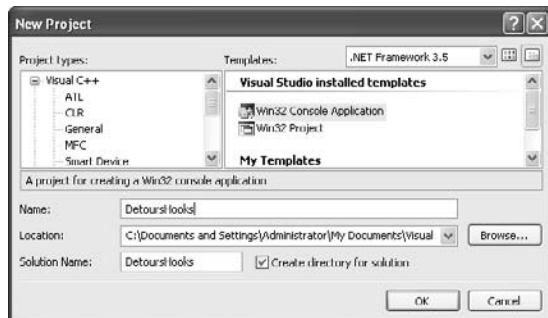 New Project
Project types:
Templates:
.NET Framework 3.5
Visual C++
ATL
CLR
General
MFC
Smart Device
Visual Studio installed templates
Win32 Console Application
Win32 Project
My Templates
A project for creating a Win32 console application
Name:
DetoursHooks
Location:
C:\Documents and Settings\Administrator\My Documents\Visual
Browse...
Solution Name:
DetoursHooks
Create directory for solution
OK
Cancel